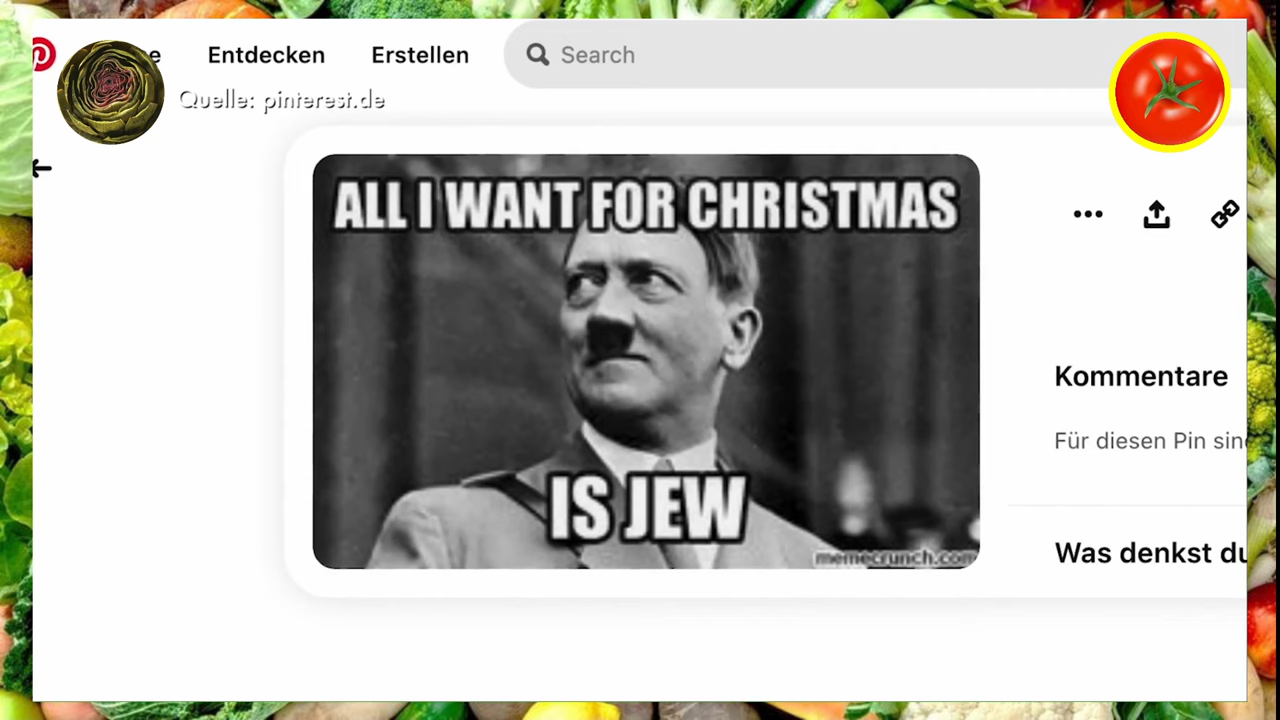 Entdecken
Erstellen
Search
Quelle: pinterest.de
ALL I WANT FOR CHRISTMAS
IS JEW
memecrunch.com
Kommentare
Für diesen Pin sin
Was denkst du